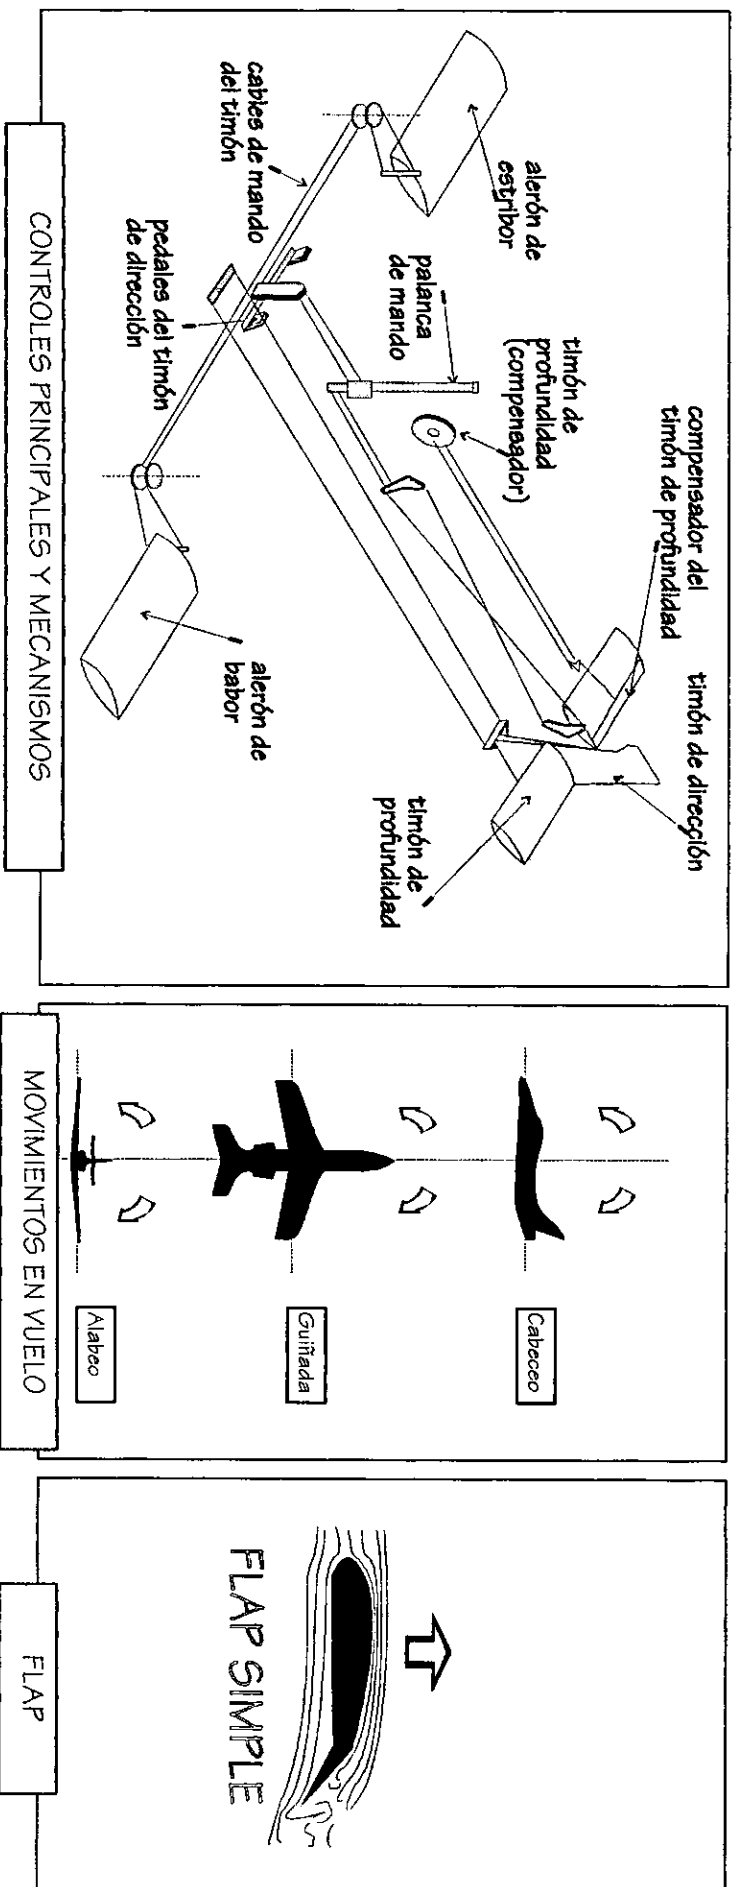 alerón de
estribor
palanca
de mando
timón de
profundidad
(compensador)
compensador del
timón de profundidad
timón de dirección
cables de mando
del timón
pedales del timón
de dirección
alerón de
babor
timón de
profundidad
CONTROLES PRINCIPALES Y MECANISMOS
Cabeceo
Guiñada
Alabeo
MOVIMIENTOS EN VUELO
FLAP SIMPLE
FLAP